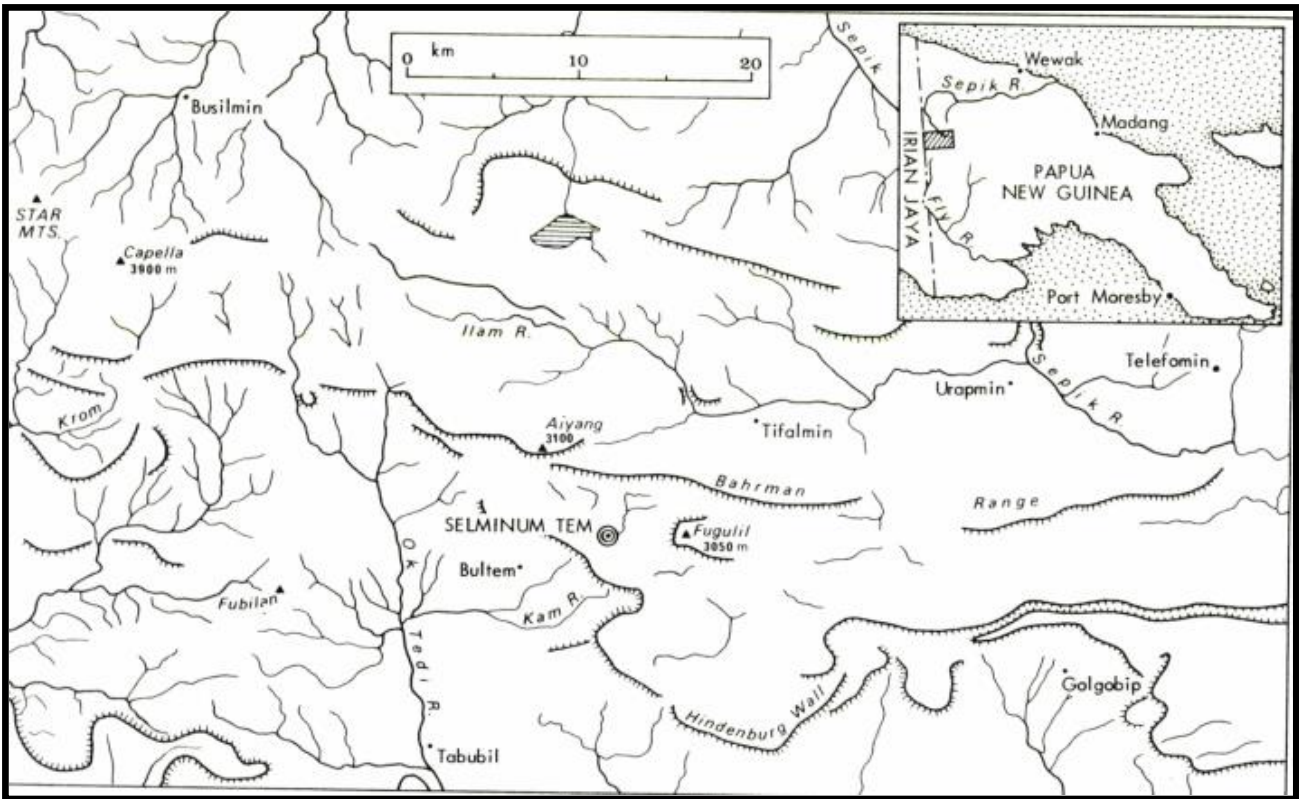 km
0 10 20
Sepik
Wewak
Sepik R.
Madang
IRIAN JAYA
PAPUA
NEW GUINEA
Fly R.
Port Moresby
Busilmin
STAR
MTS.
Capella
3900 m
Ilam R.
Sepik R.
Telefomin
Urapmin
Krom
Aiyang
3100
Tifalmin
Bahrman
Range
SELMINUM TEM
Fugulil
3050 m
Ok Tedi R.
Bultem
Kam R.
Fubilan
Golgobip
Hindenburg Wall
Tabubil